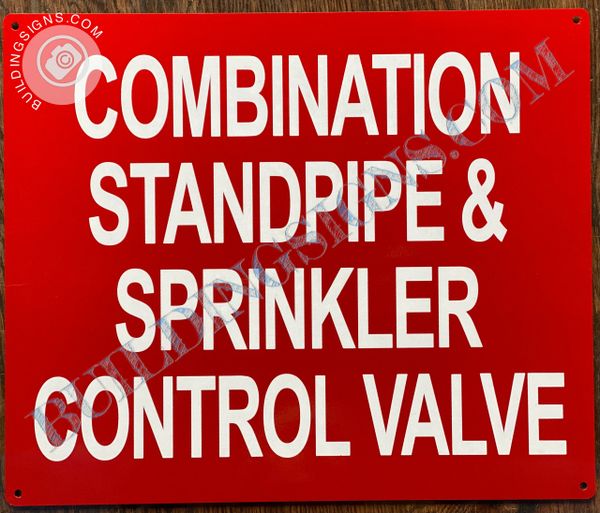 BUILDINGSIGNS.COM
COMBINATION
STANDPIPE &
SPRINKLER
CONTROL VALVE
BUILDINGSIGNS.COM